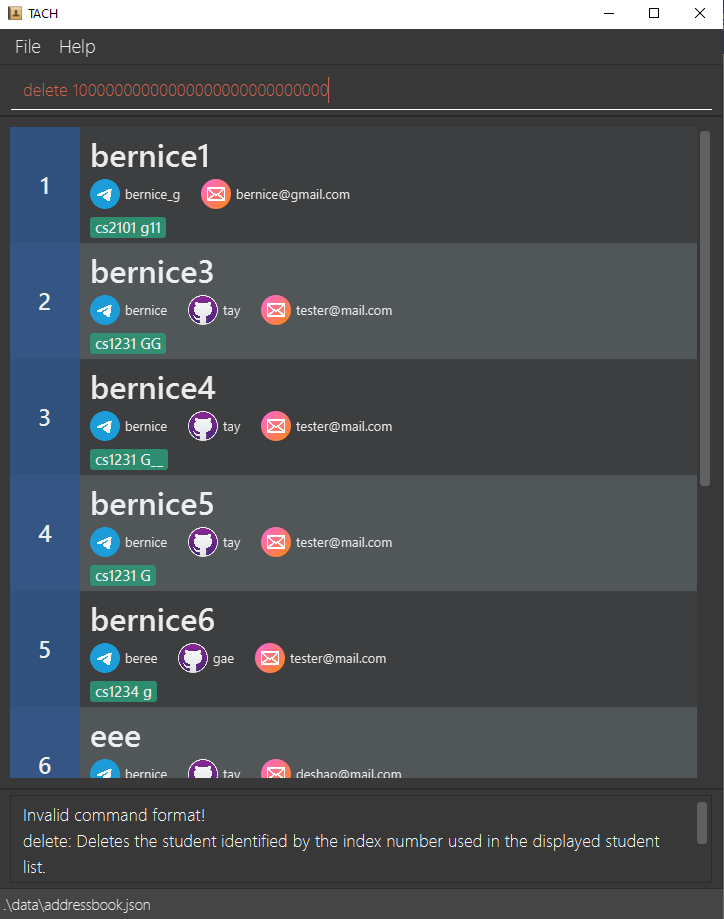 TACH
File Help
delete 10000000000000000000000000000
1
bernice1
bernice_g bernice@gmail.com
cs2101 g11
2
bernice3
bernice tay tester@mail.com
cs1231 GG
3
bernice4
bernice tay tester@mail.com
cs1231 G__
4
bernice5
bernice tay tester@mail.com
cs1231 G
5
bernice6
beree gae tester@mail.com
cs1234 g
6
eee
bernice tay deshao@mail.com
Invalid command format!
delete: Deletes the student identified by the index number used in the displayed student
list.
.\data\addressbook.json